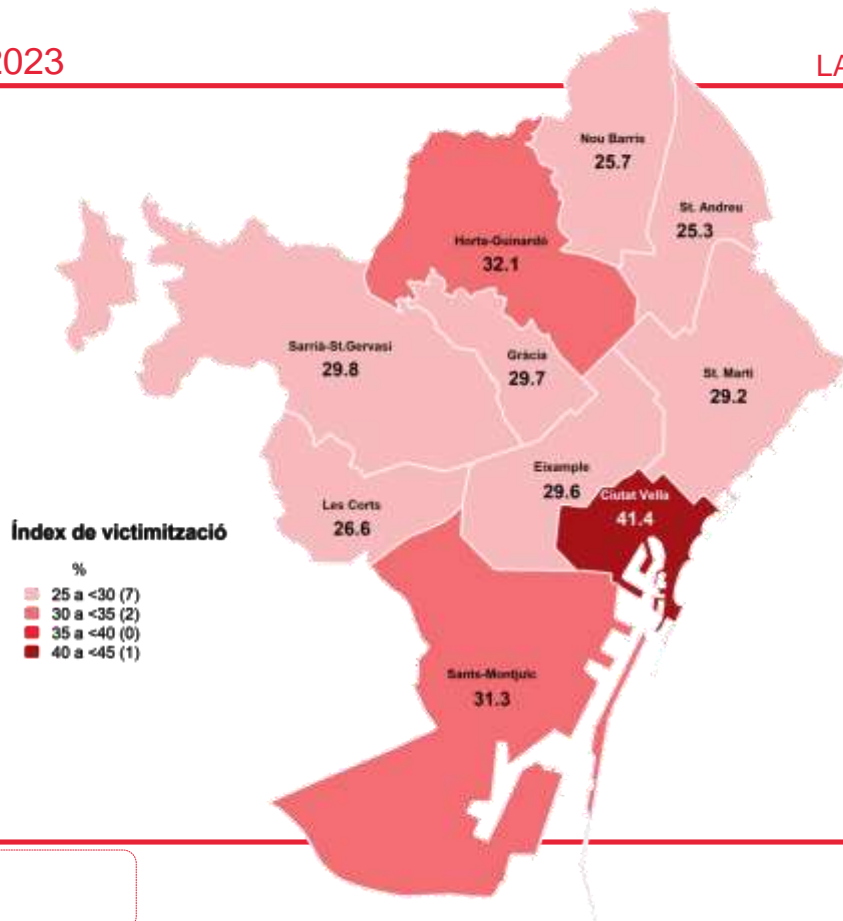 2023
LA
Nou Barris
25.7
St. Andreu
25.3
Horta-Guinardó
32.1
Sarrià-St.Gervasi
29.8
Gràcia
29.7
St. Martí
29.2
Eixample
29.6
Ciutat Vella
41.4
Les Corts
26.6
Índex de victimització
%
25 a <30 (7)
30 a <35 (2)
35 a <40 (0)
40 a <45 (1)
Sants-Montjuïc
31.3